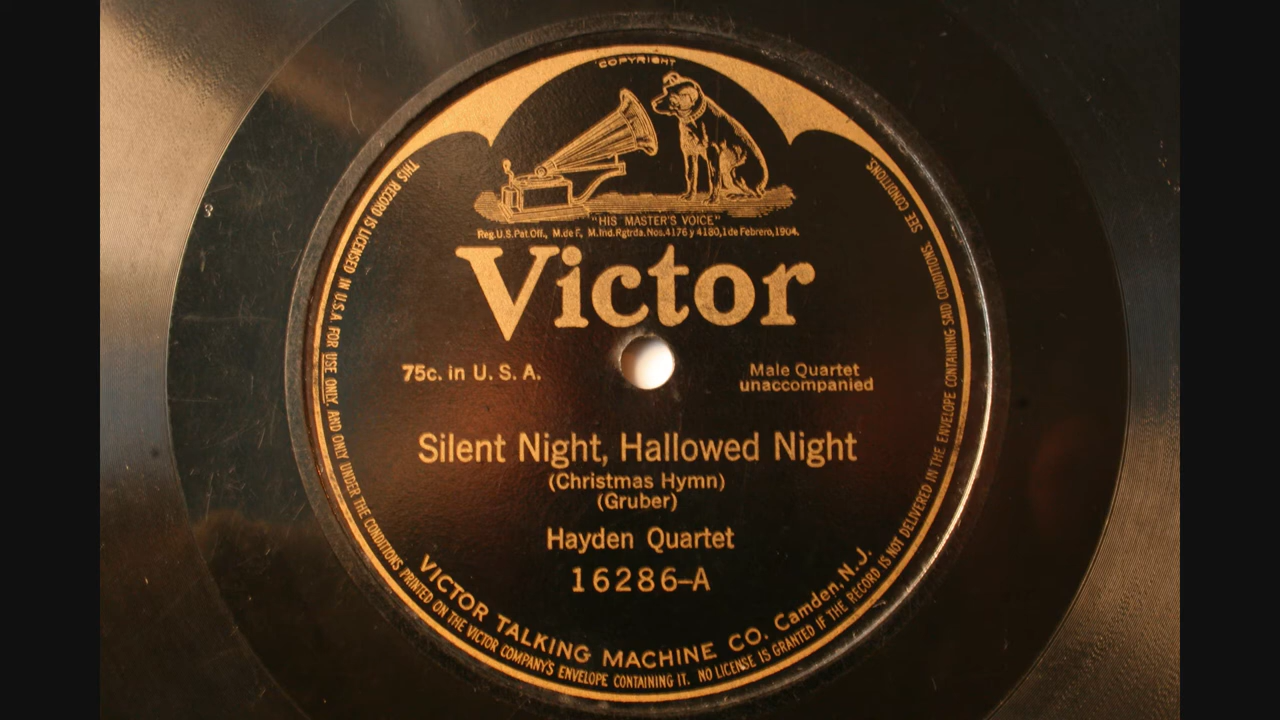 COPYRIGHT
"HIS MASTER'S VOICE"
Reg.U.S.Pat.Off., M.de F., M.Ind.Rgtrda.Nos.4176 y 4180,1 de Febrero,1904.
Victor
75c. in U. S. A.
Male Quartet
unaccompanied
Silent Night, Hallowed Night
(Christmas Hymn)
(Gruber)
Hayden Quartet
16286-A
VICTOR TALKING MACHINE CO. Camden, N. J.
THIS RECORD IS LICENSED IN U.S.A. FOR USE ONLY, AND ONLY UNDER THE CONDITIONS PRINTED ON THE VICTOR COMPANY'S ENVELOPE CONTAINING IT. NO LICENSE IS GRANTED IF THE RECORD IS NOT DELIVERED IN THE ENVELOPE CONTAINING SAID CONDITIONS. SEE CONDITIONS.